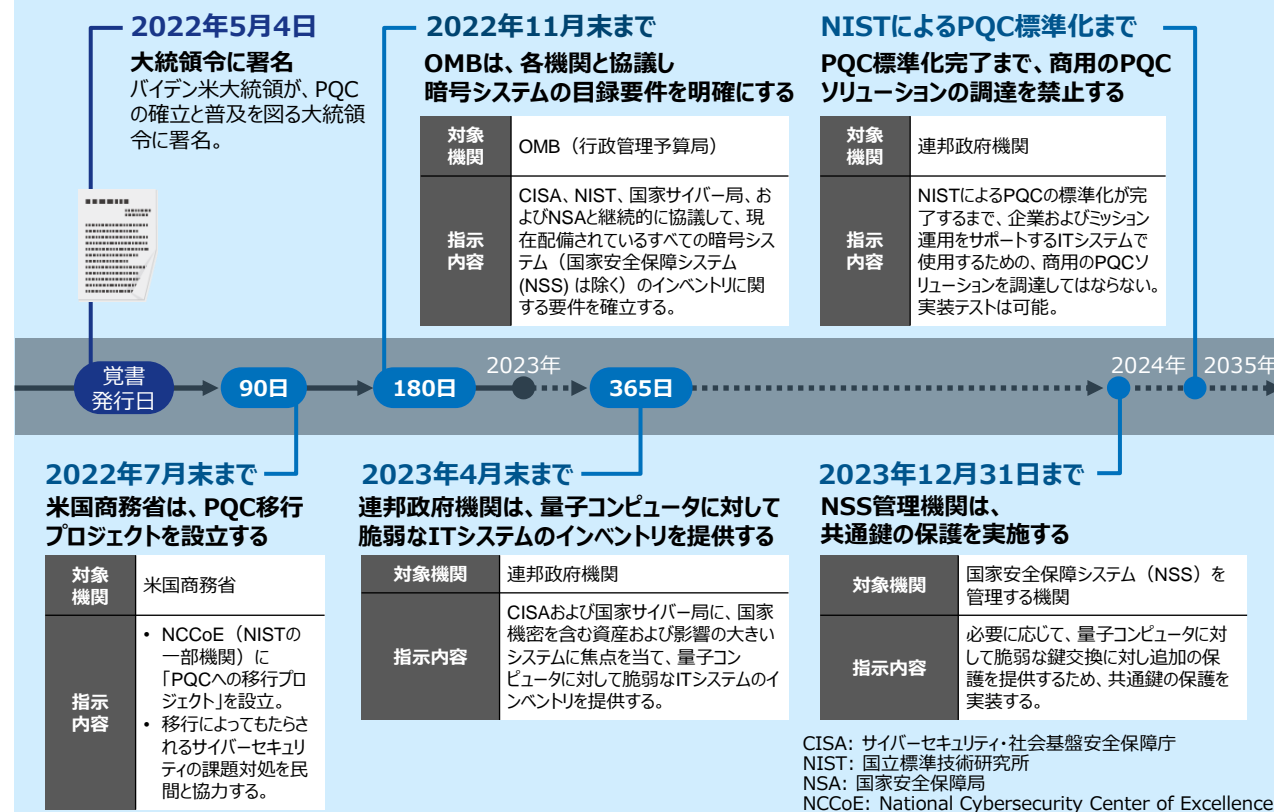 2022年5月4日
大統領令に署名
バイデン米大統領が、PQC
の確立と普及を図る大統領
令に署名。
2022年11月末まで
OMBは、各機関と協議し
暗号システムの目録要件を明確にする
対象
機関
OMB（行政管理予算局）
指示
内容
CISA、NIST、国家サイバー局、お
よびNSAと継続的に協議して、現
在配備されているすべての暗号シス
テム（国家安全保障システム
(NSS) は除く）のインベントリに関
する要件を確立する。
NISTによるPQC標準化まで
PQC標準化完了まで、商用のPQC
ソリューションの調達を禁止する
対象
機関
連邦政府機関
指示
内容
NISTによるPQCの標準化が完
了するまで、企業およびミッション
運用をサポートするITシステムで
使用するための、商用のPQCソ
リューションを調達してはならない。
実装テストは可能。
覚書
発行日
90日
180日
2023年
365日
2024年
2035年
2022年7月末まで
米国商務省は、PQC移行
プロジェクトを設立する
対象
機関
米国商務省
指示
内容
• NCCoE（NISTの
一部機関）に
「PQCへの移行プロ
ジェクト」を設立。
• 移行によってもたらさ
れるサイバーセキュリ
ティの課題対処を民
間と協力する。
2023年4月末まで
連邦政府機関は、量子コンピュータに対して
脆弱なITシステムのインベントリを提供する
対象機関
連邦政府機関
指示内容
CISAおよび国家サイバー局に、国家
機密を含む資産および影響の大きい
システムに焦点を当て、量子コン
ピュータに対して脆弱なITシステムのイ
ンベントリを提供する。
2023年12月31日まで
NSS管理機関は、
共通鍵の保護を実施する
対象機関
国家安全保障システム（NSS）を
管理する機関
指示内容
必要に応じて、量子コンピュータに対
して脆弱な鍵交換に対し追加の保
護を提供するため、共通鍵の保護を
実装する。
CISA: サイバーセキュリティ・社会基盤安全保障庁
NIST: 国立標準技術研究所
NSA: 国家安全保障局
NCCoE: National Cybersecurity Center of Excellence